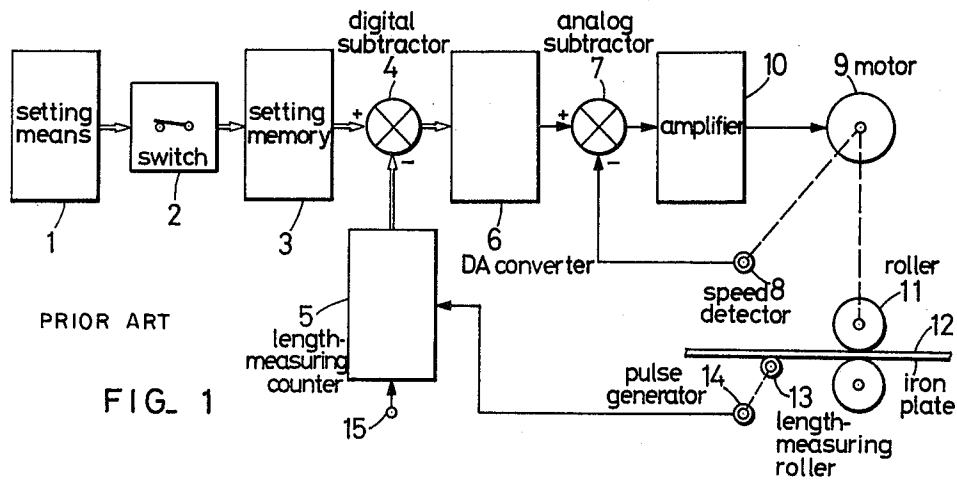 digital
subtractor
4
analog
subtractor
7
10
9 motor
setting
means
switch
setting
memory
+
-
+
-
amplifier
1
2
3
6
DA converter
speed 8
detector
roller
11
12
iron
plate
5
length-
measuring
counter
15
pulse 14
generator
13
length-
measuring
roller
PRIOR ART
FIG_ 1